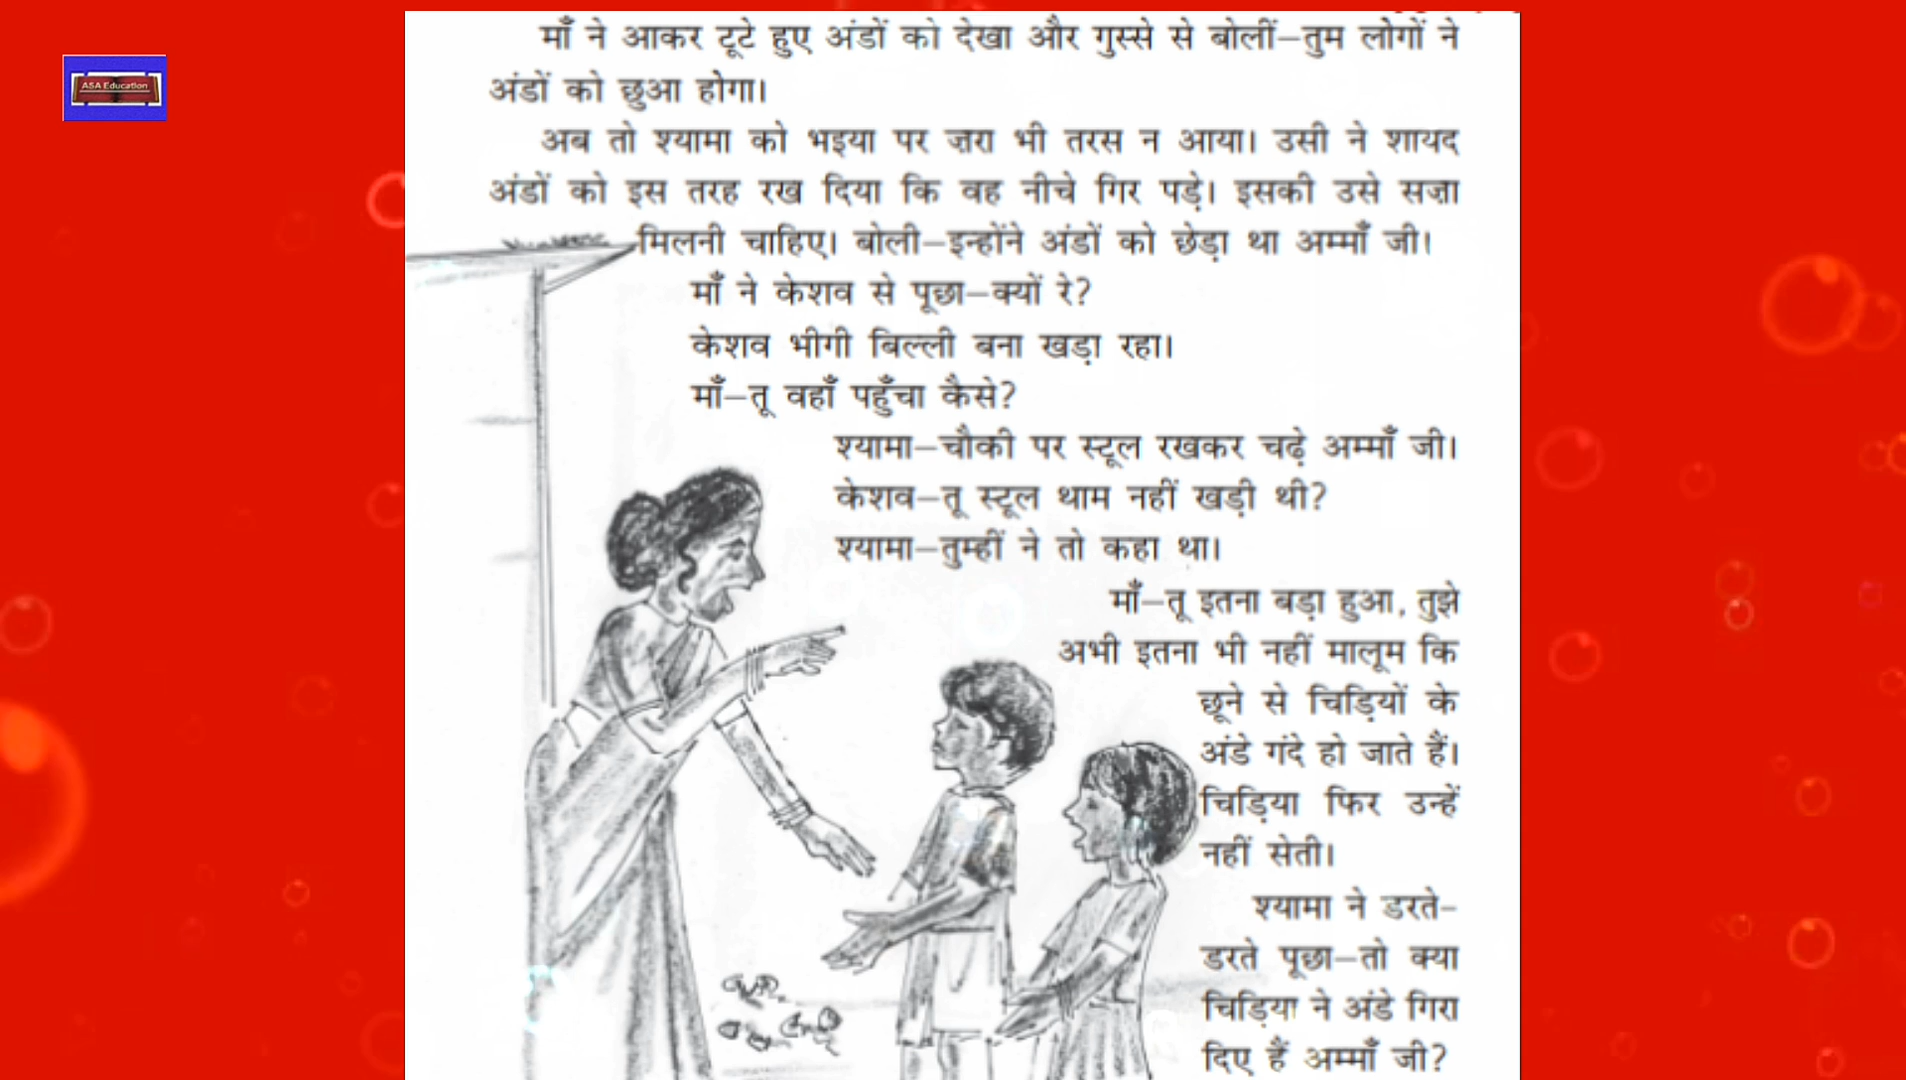 ASA Education
माँ ने आकर टूटे हुए अंडों को देखा और गुस्से से बोलीं–तुम लोगों ने
अंडों को छुआ होगा।
अब तो श्यामा को भइया पर ज़रा भी तरस न आया। उसी ने शायद
अंडों को इस तरह रख दिया कि वह नीचे गिर पड़े। इसकी उसे सज़ा
मिलनी चाहिए। बोली–इन्होंने अंडों को छेड़ा था अम्माँ जी।
माँ ने केशव से पूछा–क्यों रे?
केशव भीगी बिल्ली बना खड़ा रहा।
माँ–तू वहाँ पहुँचा कैसे?
श्यामा–चौकी पर स्टूल रखकर चढ़े अम्माँ जी।
केशव–तू स्टूल थाम नहीं खड़ी थी?
श्यामा–तुम्हीं ने तो कहा था।
माँ–तू इतना बड़ा हुआ, तुझे
अभी इतना भी नहीं मालूम कि
छूने से चिड़ियों के
अंडे गंदे हो जाते हैं।
चिड़िया फिर उन्हें
नहीं सेती।
श्यामा ने डरते-
डरते पूछा–तो क्या
चिड़िया ने अंडे गिरा
दिए हैं अम्माँ जी?